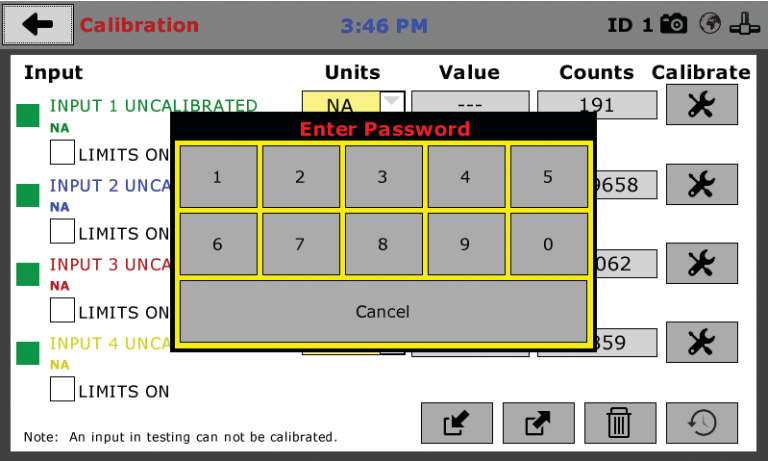 Calibration 3:46 PM ID 1
Input Units Value Counts Calibrate
INPUT 1 UNCALIBRATED NA --- 191
NA
LIMITS ON
Enter Password
1 2 3 4 5
INPUT 2 UNCA 9658
NA
LIMITS ON
6 7 8 9 0
INPUT 3 UNCA 062
NA
LIMITS ON
Cancel
INPUT 4 UNCA 359
NA
LIMITS ON
Note: An input in testing can not be calibrated.